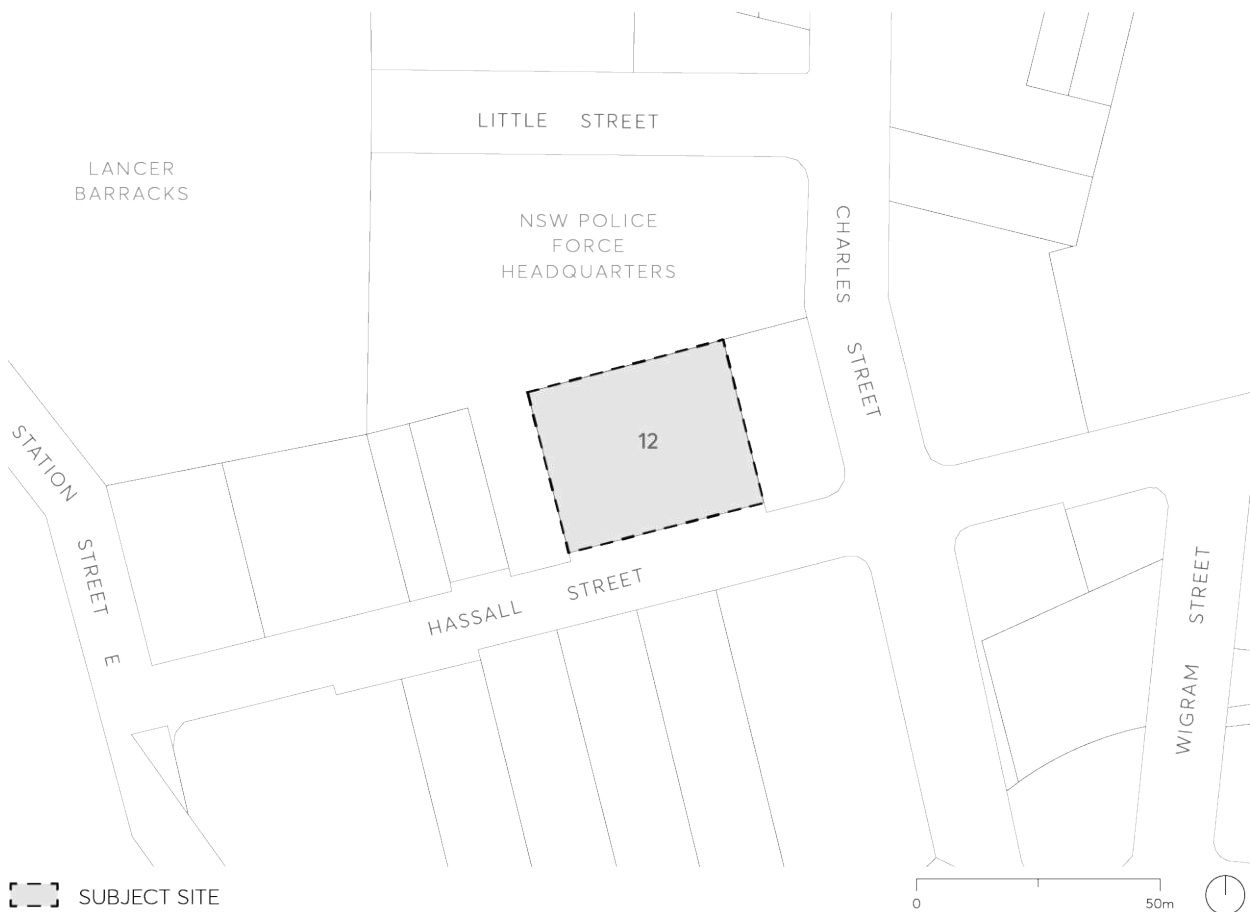 LITTLE STREET
LANCER
BARRACKS
NSW POLICE
FORCE
HEADQUARTERS
CHARLES STREET
12
STATION STREET E
HASSALL STREET
WIGRAM STREET
SUBJECT SITE
0 50m